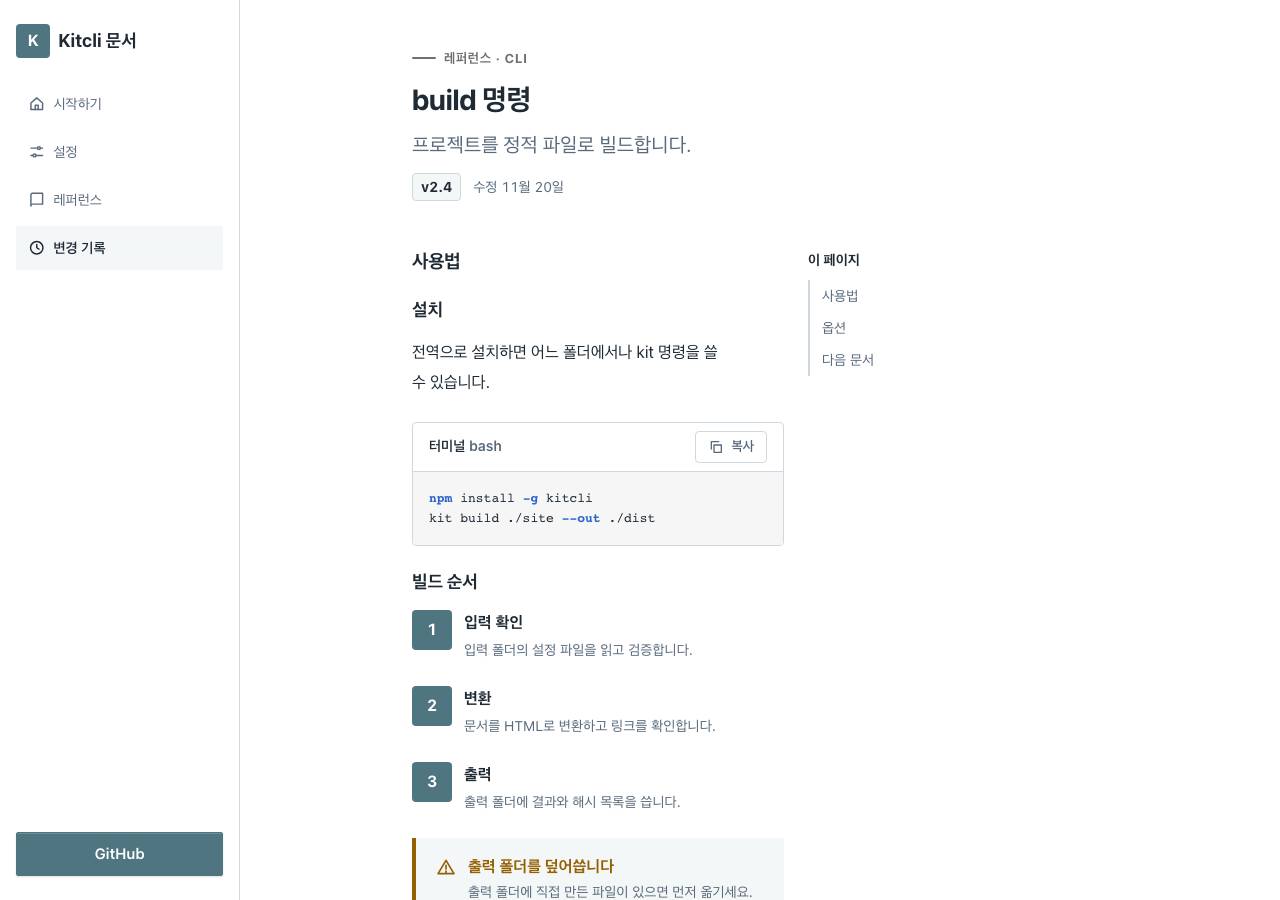 K
Kitcli 문서
시작하기
설정
레퍼런스
변경 기록
GitHub
레퍼런스 · CLI
build 명령
프로젝트를 정적 파일로 빌드합니다.
v2.4
수정 11월 20일
사용법
설치
전역으로 설치하면 어느 폴더에서나 kit 명령을 쓸
수 있습니다.
터미널 bash
복사
npm install -g kitcli
kit build ./site --out ./dist
빌드 순서
1
입력 확인
입력 폴더의 설정 파일을 읽고 검증합니다.
2
변환
문서를 HTML로 변환하고 링크를 확인합니다.
3
출력
출력 폴더에 결과와 해시 목록을 씁니다.
출력 폴더를 덮어씁니다
출력 폴더에 직접 만든 파일이 있으면 먼저 옮기세요.
이 페이지
사용법
옵션
다음 문서